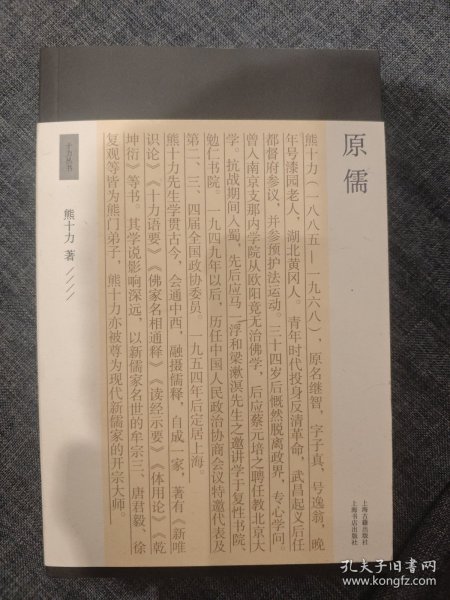 原儒
熊十力（一八八五—一九六八），原名继智，字子真，号逸翁，晚
年号漆园老人，湖北黄冈人。青年时代投身反清革命，武昌起义后任
都督府参议，并参预护法运动。三十四岁后慨然脱离政界，专心学问。
曾入南京支那内学院从欧阳竟无治佛学，后应蔡元培之聘任教北京大
学，抗战期间入蜀，先后应马一浮和梁漱溟先生之邀讲学于复性书院、
勉仁书院。一九四九年以后，历任中国人民政治协商会议特邀代表及
第二、三、四届全国政协委员。一九五四年后定居上海。
熊十力先生学贯古今，会通中西，融摄儒释，自成一家，著有《新唯
识论》《十力语要》《佛家名相通释》《读经示要》《体用论》《乾
坤衍》等书。其学说影响深远，以新儒家名世的牟宗三、唐君毅、徐
复观等皆为熊门弟子，熊十力亦被尊为现代新儒家的开宗大师。
十力丛书
熊十力 著
上海古籍出版社
上海书店出版社
孔夫子旧书网
www.kongfz.com